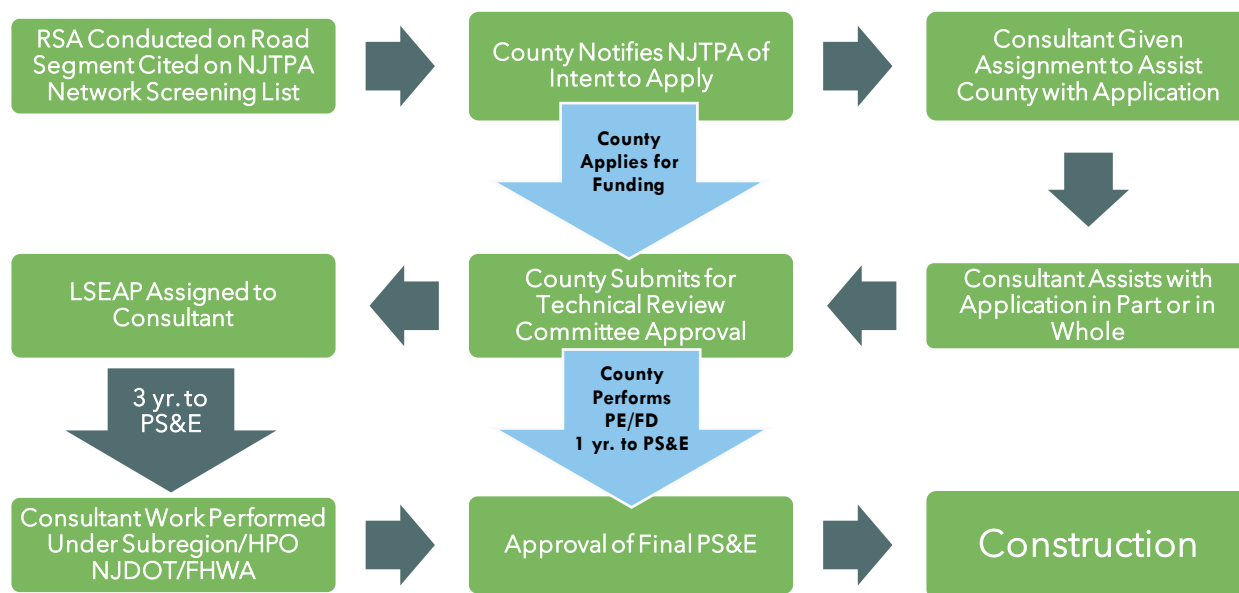 RSA Conducted on Road
Segment Cited on NJTPA
Network Screening List
County Notifies NJTPA of
Intent to Apply
Consultant Given
Assignment to Assist
County with Application
County
Applies for
Funding
LSEAP Assigned to
Consultant
County Submits for
Technical Review
Committee Approval
Consultant Assists with
Application in Part or in
Whole
3 yr. to
PS&E
County
Performs
PE/FD
1 yr. to PS&E
Consultant Work Performed
Under Subregion/HPO
NJDOT/FHWA
Approval of Final PS&E
Construction